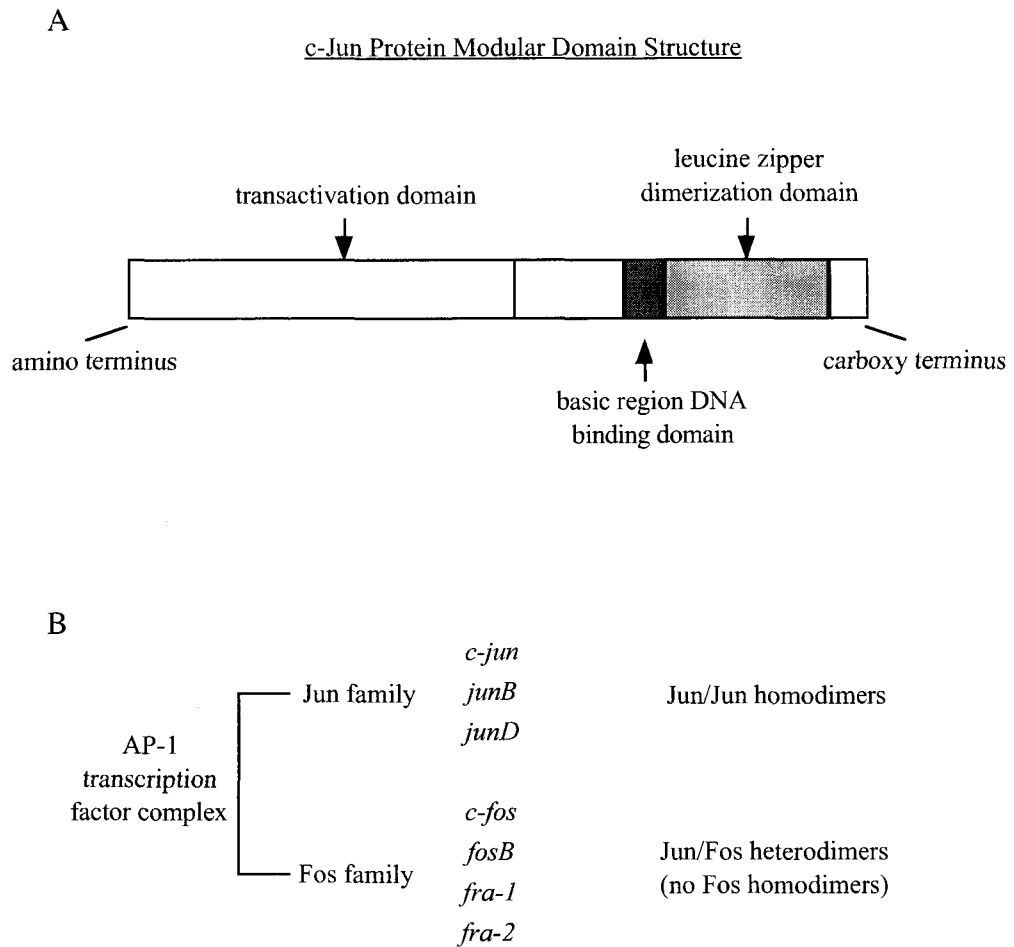 A
c-Jun Protein Modular Domain Structure
leucine zipper
dimerization domain
transactivation domain
amino terminus
carboxy terminus
basic region DNA
binding domain
B
AP-1
transcription
factor complex
Jun family
c-jun
junB
junD
Jun/Jun homodimers
Fos family
c-fos
fosB
fra-1
fra-2
Jun/Fos heterodimers
(no Fos homodimers)